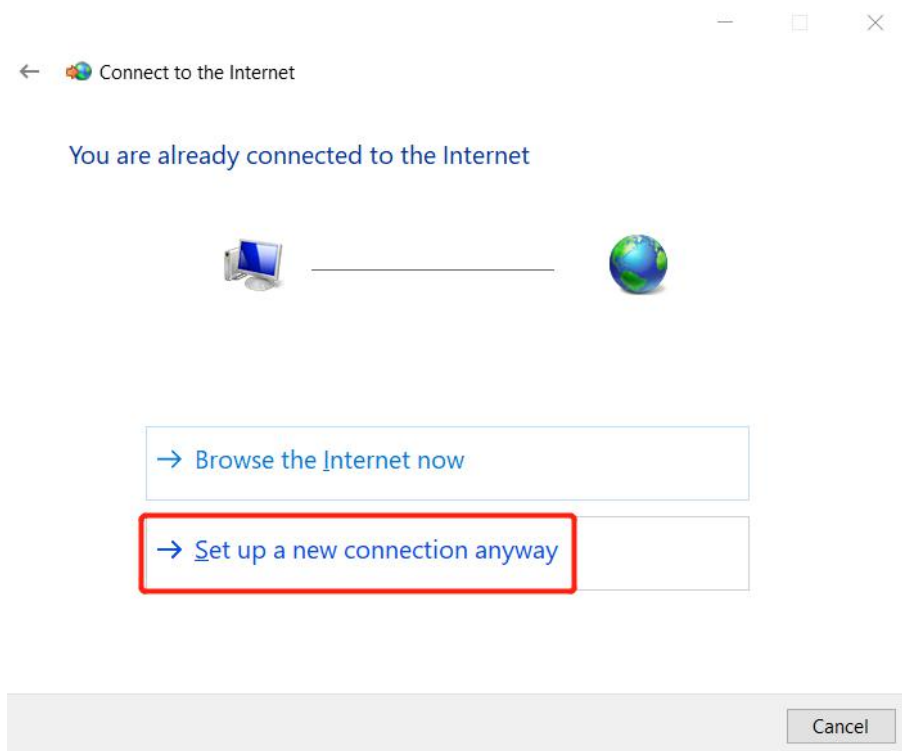 Connect to the Internet
You are already connected to the Internet
Browse the Internet now
Set up a new connection anyway
Cancel